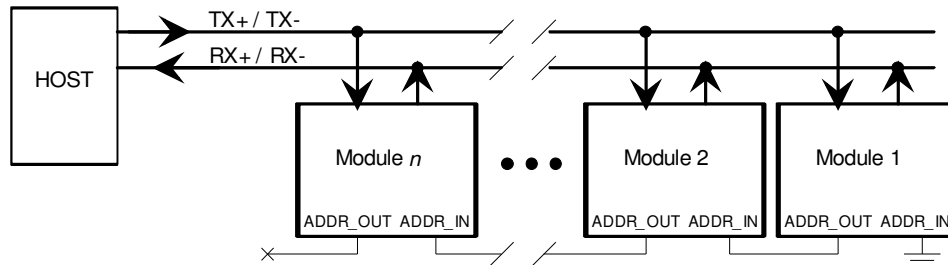 TX+ / TX-
RX+ / RX-
HOST
Module n
Module 2
Module 1
ADDR_OUT ADDR_IN
ADDR_OUT ADDR_IN
ADDR_OUT ADDR_IN